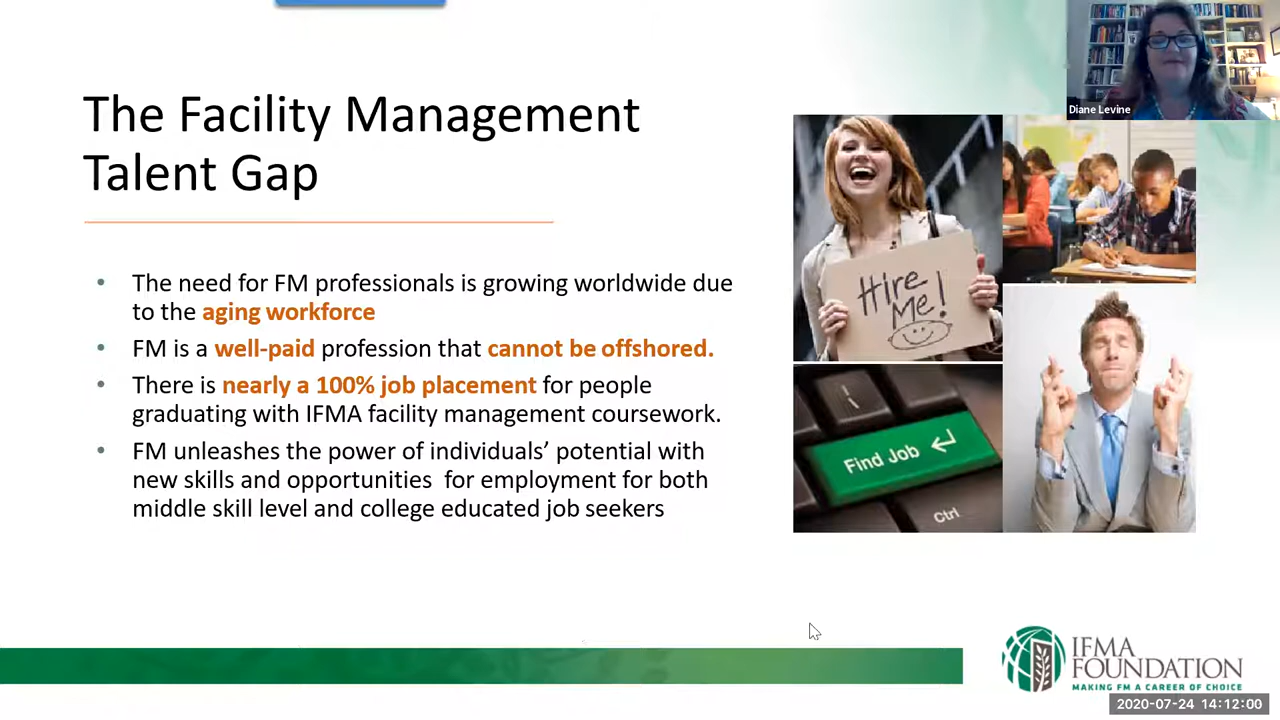 Diane Levine
The Facility Management
Talent Gap
• The need for FM professionals is growing worldwide due
to the aging workforce
• FM is a well-paid profession that cannot be offshored.
• There is nearly a 100% job placement for people
graduating with IFMA facility management coursework.
• FM unleashes the power of individuals’ potential with
new skills and opportunities  for employment for both
middle skill level and college educated job seekers
Hire
Me!
Find Job
Ctrl
IFMA
FOUNDATION
MAKING FM A CAREER OF CHOICE
2020-07-24 14:12:00